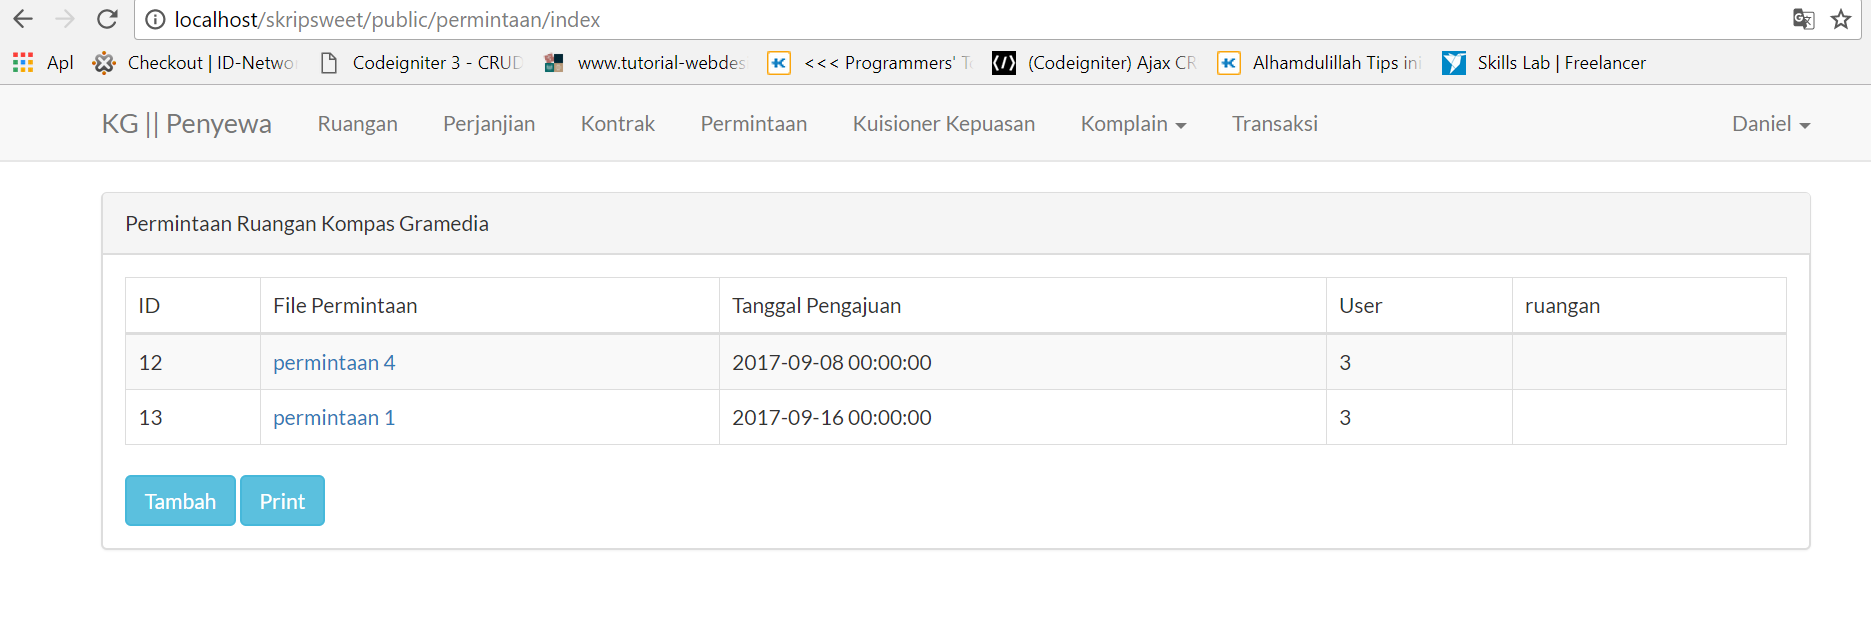 localhost/skripsweet/public/permintaan/index
Apl Checkout | ID-Netwo Codeigniter 3 - CRUD www.tutorial-webdes <<< Programmers' T (Codeigniter) Ajax CR Alhamdulillah Tips ini Skills Lab | Freelancer
KG || Penyewa Ruangan Perjanjian Kontrak Permintaan Kuisioner Kepuasan Komplain Transaksi Daniel
Permintaan Ruangan Kompas Gramedia
ID File Permintaan Tanggal Pengajuan User ruangan
12 permintaan 4 2017-09-08 00:00:00 3
13 permintaan 1 2017-09-16 00:00:00 3
Tambah Print